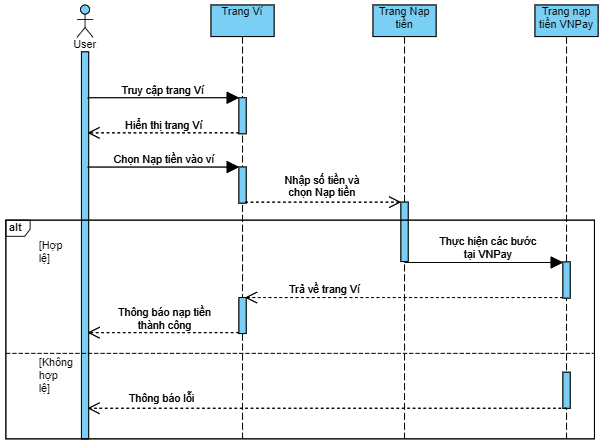 Trang Ví
Trang Nạp
tiền
Trang nạp
tiền VNPay
User
Truy cập trang Ví
Hiển thị trang Ví
Chọn Nạp tiền vào ví
Nhập số tiền và
chọn Nạp tiền
alt
[Hợp
lệ]
Thực hiện các bước
tại VNPay
Trả về trang Ví
Thông báo nạp tiền
thành công
[Không
hợp
lệ]
Thông báo lỗi